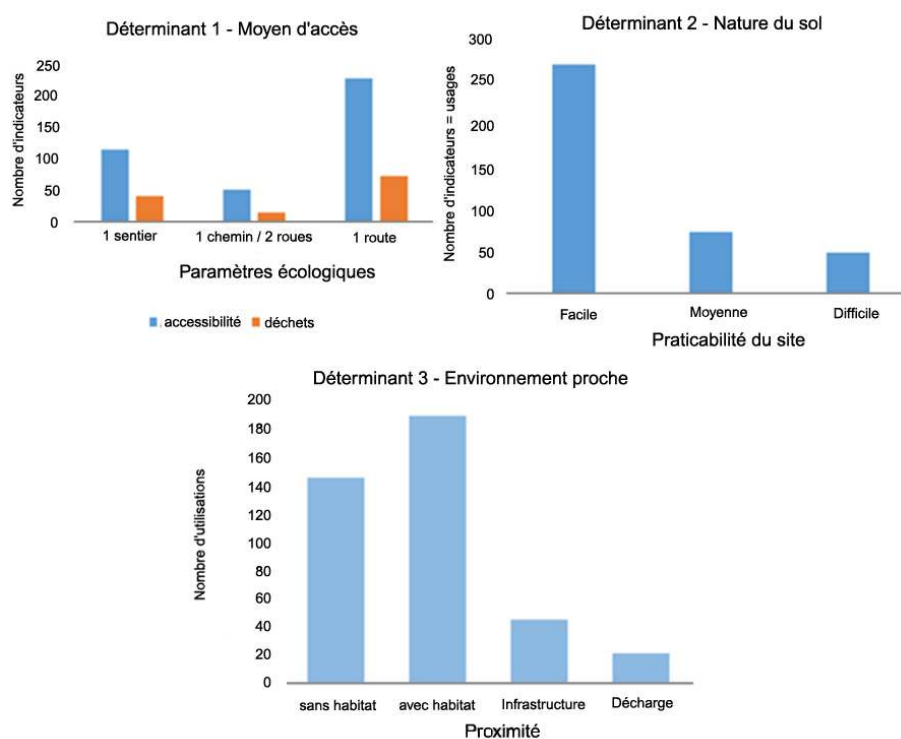 Déterminant 1 - Moyen d'accès
Nombre d'indicateurs
250
200
150
100
50
0
1 sentier
1 chemin / 2 roues
1 route
Paramètres écologiques
accessibilité
déchets
Déterminant 2 - Nature du sol
Nombre d'indicateurs = usages
300
250
200
150
100
50
0
Facile
Moyenne
Difficile
Praticabilité du site
Déterminant 3 - Environnement proche
Nombre d'utilisations
200
180
160
140
120
100
80
60
40
20
0
sans habitat
avec habitat
Infrastructure
Décharge
Proximité